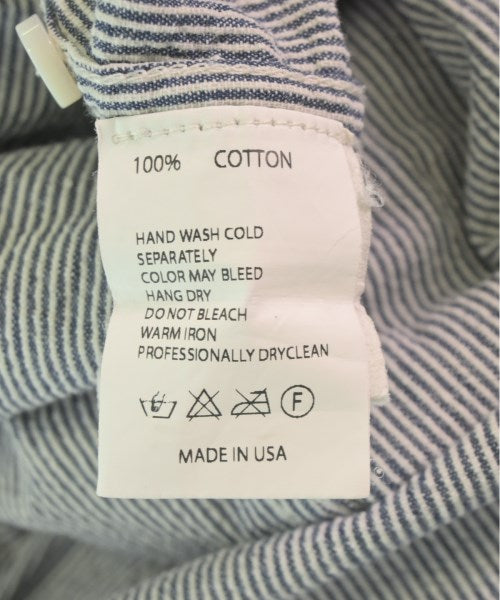 100% COTTON
HAND WASH COLD
SEPARATELY
COLOR MAY BLEED
HANG DRY
DO NOT BLEACH
WARM IRON
PROFESSIONALLY DRYCLEAN
F
MADE IN USA